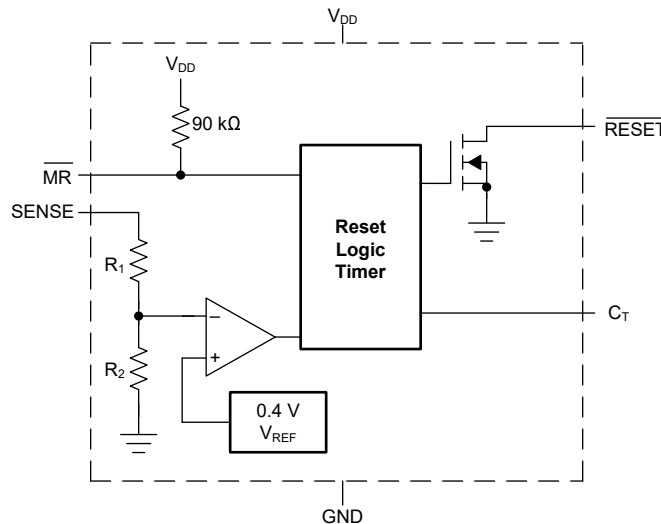 VDD
VDD
90 kΩ
RESET
MR
SENSE
Reset
Logic
Timer
R1
CT
−
+
R2
0.4 V
VREF
GND